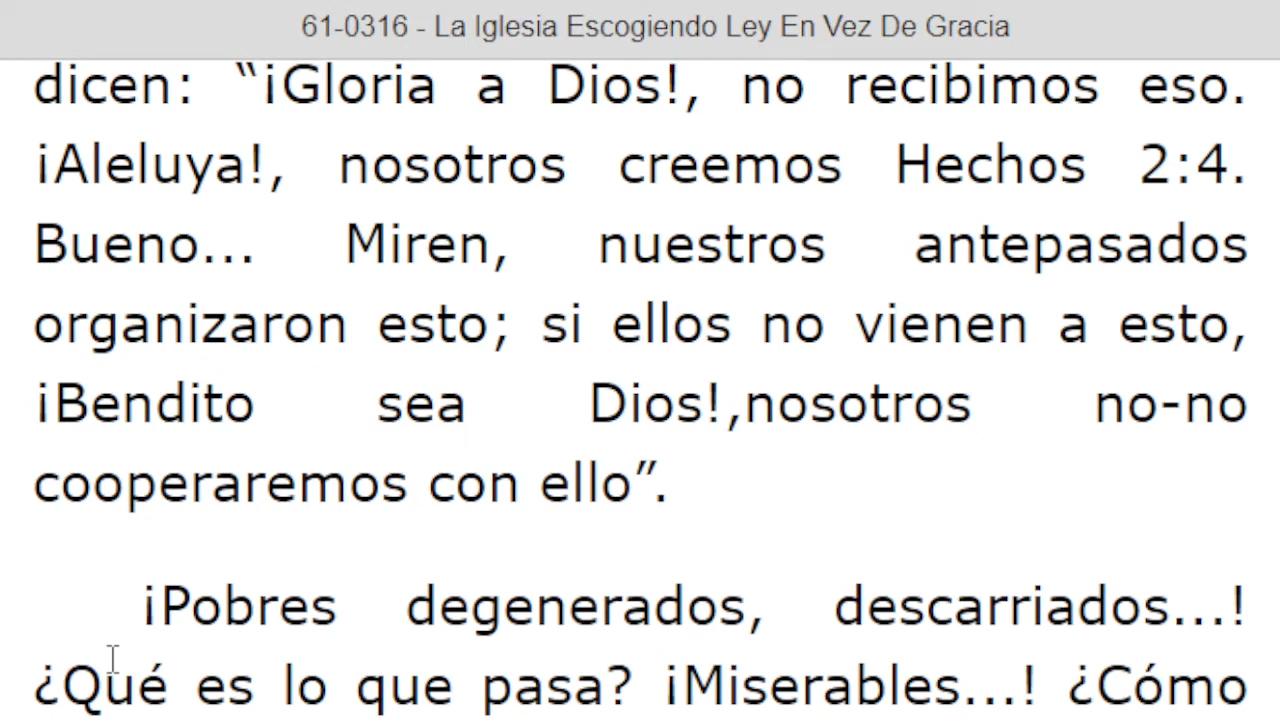 61-0316 - La Iglesia Escogiendo Ley En Vez De Gracia
dicen: “¡Gloria a Dios!, no recibimos eso.
¡Aleluya!, nosotros creemos Hechos 2:4.
Bueno... Miren, nuestros antepasados
organizaron esto; si ellos no vienen a esto,
¡Bendito sea Dios!,nosotros no-no
cooperaremos con ello”.
¡Pobres degenerados, descarriados...!
¿Qué es lo que pasa? ¡Miserables...! ¿Cómo